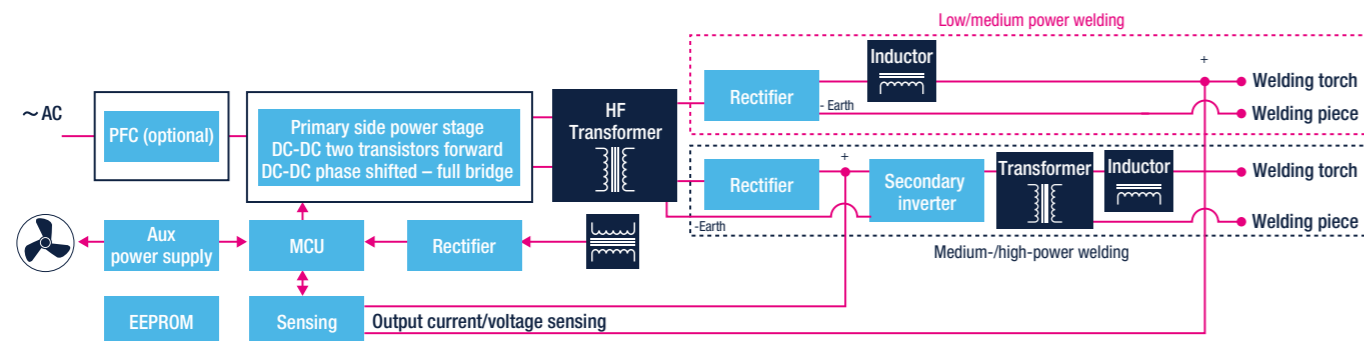 Low/medium power welding
Inductor
+
Welding torch
Rectifier
- Earth
Welding piece
~ AC
PFC (optional)
Primary side power stage
DC-DC two transistors forward
DC-DC phase shifted – full bridge
HF
Transformer
+
Rectifier
Secondary
inverter
Transformer
Inductor
Welding torch
-Earth
Welding piece
Medium-/high-power welding
Aux
power supply
MCU
Rectifier
EEPROM
Sensing
Output current/voltage sensing